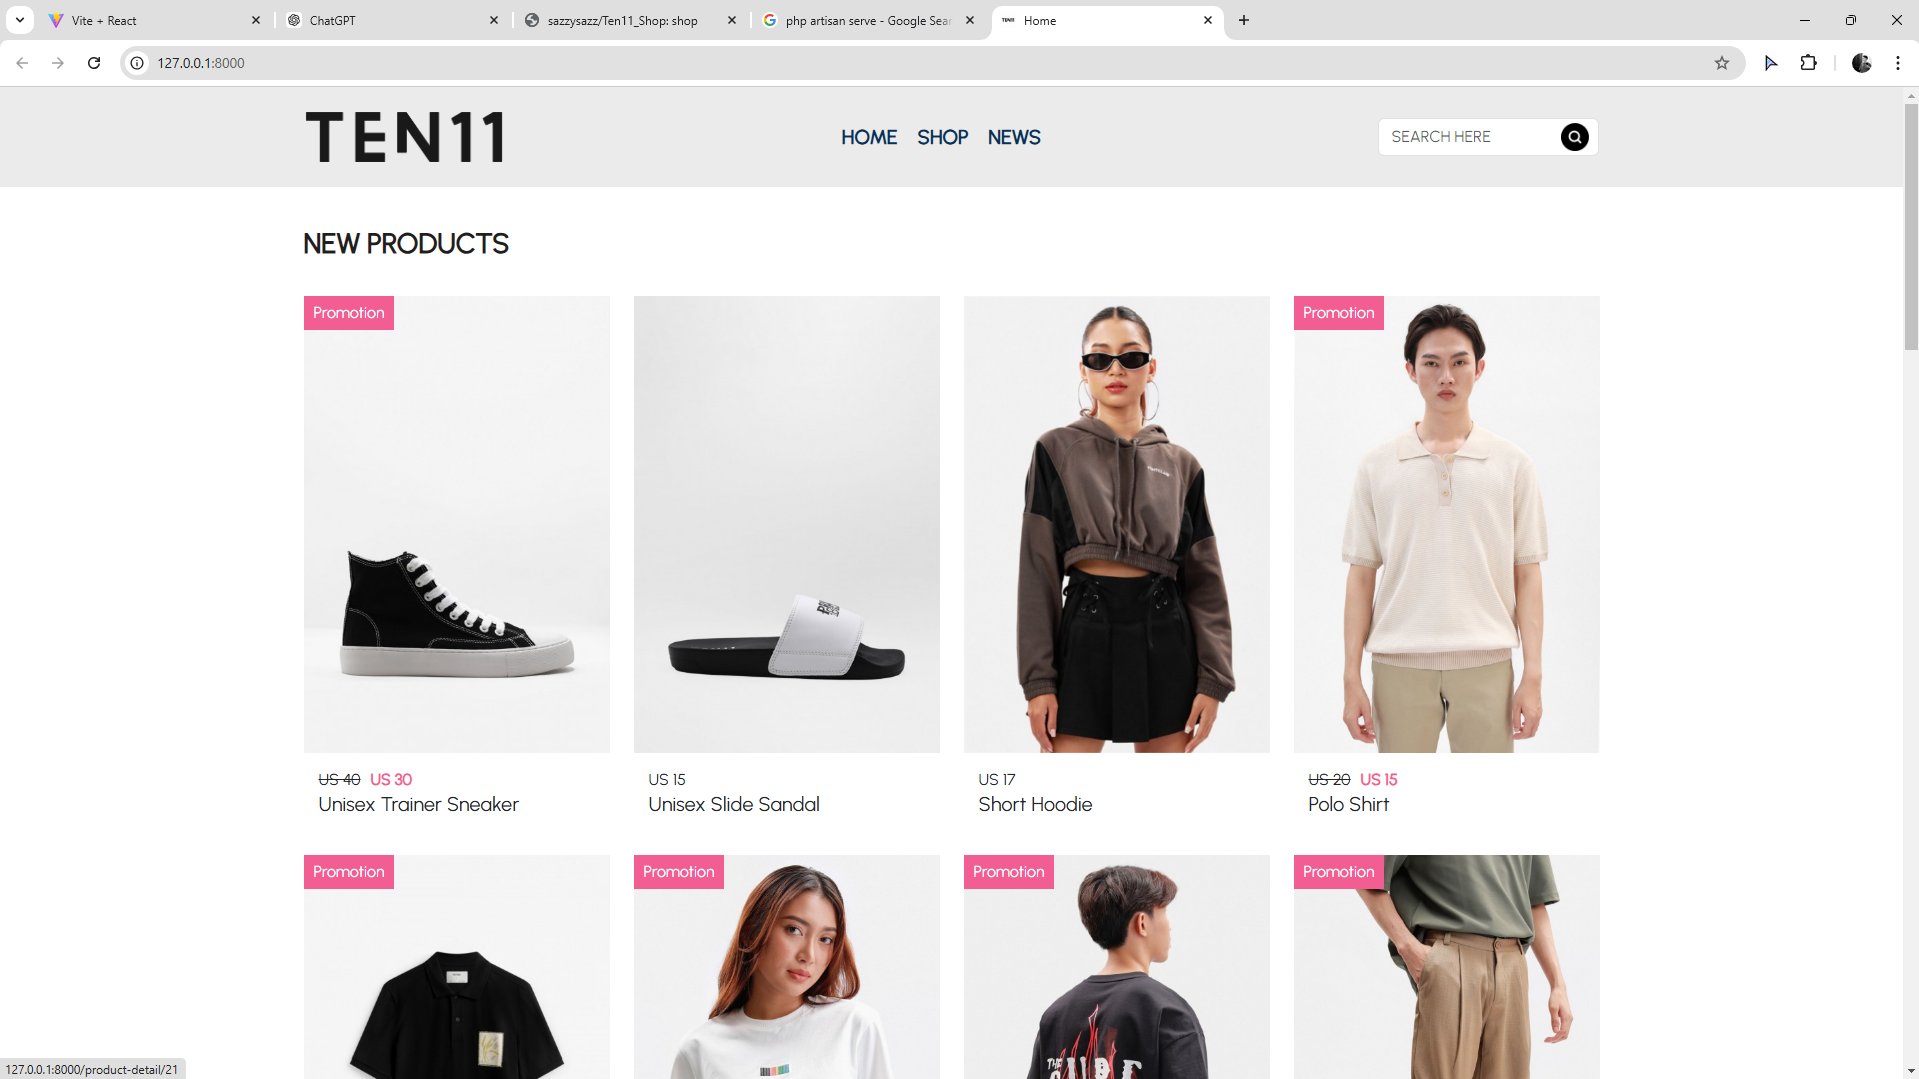 Vite + React
ChatGPT
sazzysazz/Ten11_Shop: shop
php artisan serve - Google Sear
TEN11
Home
127.0.0.1:8000
TEN11
HOME SHOP NEWS
SEARCH HERE
NEW PRODUCTS
Promotion
Promotion
US 40 US 30
Unisex Trainer Sneaker
US 15
Unisex Slide Sandal
US 17
Short Hoodie
US 20 US 15
Polo Shirt
Promotion
Promotion
Promotion
Promotion
127.0.0.1:8000/product-detail/21